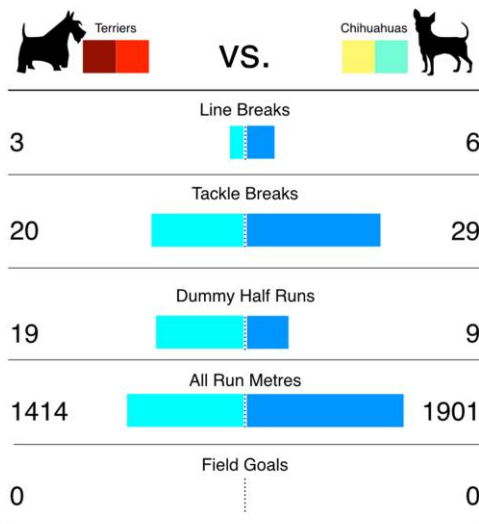 Terriers
vs.
Chihuahuas
Line Breaks
3
6
Tackle Breaks
20
29
Dummy Half Runs
19
9
All Run Metres
1414
1901
Field Goals
0
0